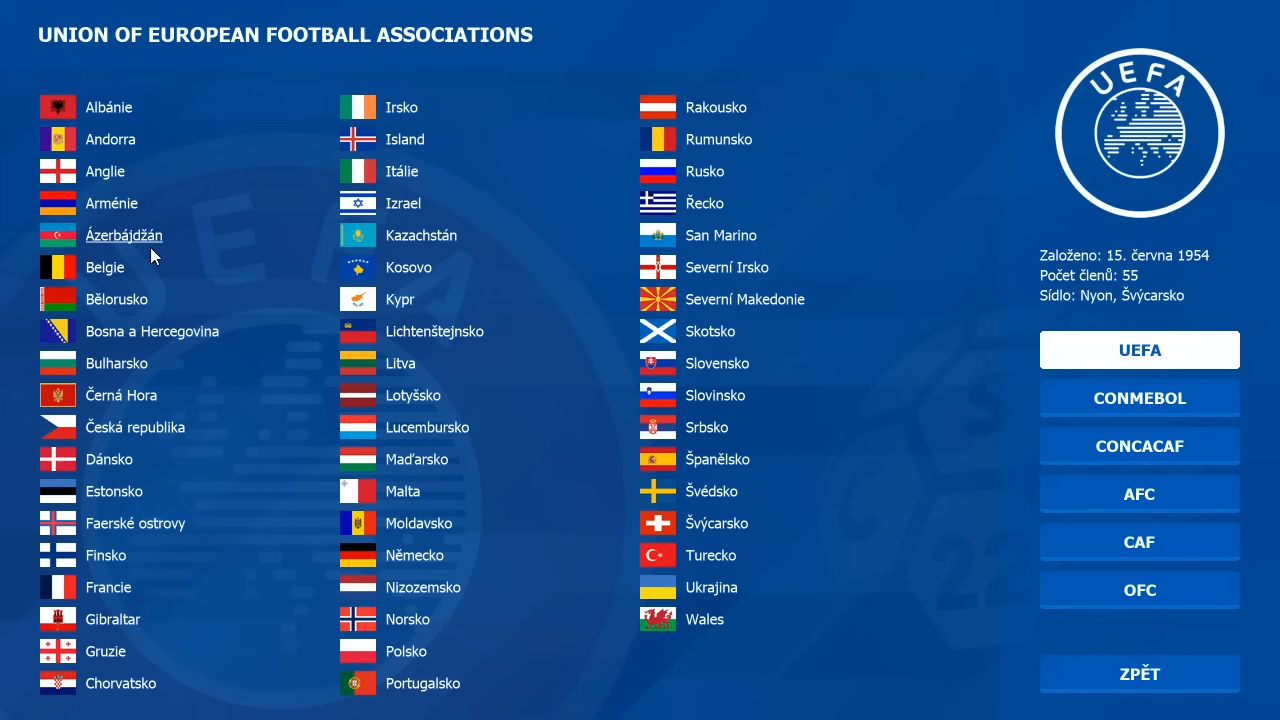 UNION OF EUROPEAN FOOTBALL ASSOCIATIONS
Albánie
Andorra
Anglie
Arménie
Ázerbájdžán
Belgie
Bělorusko
Bosna a Hercegovina
Bulharsko
Černá Hora
Česká republika
Dánsko
Estonsko
Faerské ostrovy
Finsko
Francie
Gibraltar
Gruzie
Chorvatsko
Irsko
Island
Itálie
Izrael
Kazachstán
Kosovo
Kypr
Lichtenštejnsko
Litva
Lotyšsko
Lucembursko
Maďarsko
Malta
Moldavsko
Německo
Nizozemsko
Norsko
Polsko
Portugalsko
Rakousko
Rumunsko
Rusko
Řecko
San Marino
Severní Irsko
Severní Makedonie
Skotsko
Slovensko
Slovinsko
Srbsko
Španělsko
Švédsko
Švýcarsko
Turecko
Ukrajina
Wales
UEFA
Založeno: 15. června 1954
Počet členů: 55
Sídlo: Nyon, Švýcarsko
UEFA
CONMEBOL
CONCACAF
AFC
CAF
OFC
ZPĚT
UEFA
C
S
22